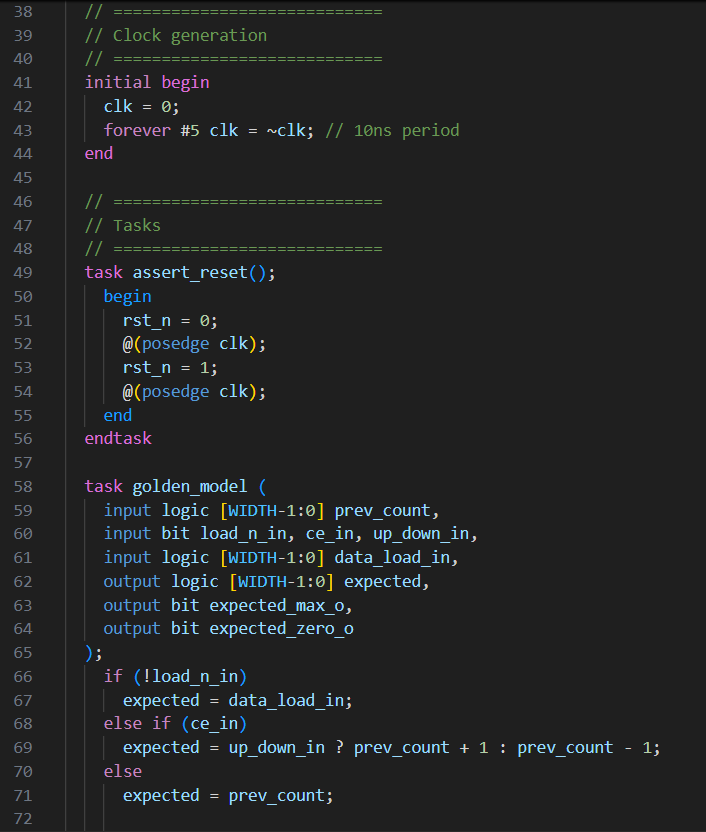 38 // ============================
39 // Clock generation
40 // ============================
41 initial begin
42 clk = 0;
43 forever #5 clk = ~clk; // 10ns period
44 end
45
46 // ============================
47 // Tasks
48 // ============================
49 task assert_reset();
50 begin
51 rst_n = 0;
52 @(posedge clk);
53 rst_n = 1;
54 @(posedge clk);
55 end
56 endtask
57
58 task golden_model (
59 input logic [WIDTH-1:0] prev_count,
60 input bit load_n_in, ce_in, up_down_in,
61 input logic [WIDTH-1:0] data_load_in,
62 output logic [WIDTH-1:0] expected,
63 output bit expected_max_o,
64 output bit expected_zero_o
65 );
66 if (!load_n_in)
67 expected = data_load_in;
68 else if (ce_in)
69 expected = up_down_in ? prev_count + 1 : prev_count - 1;
70 else
71 expected = prev_count;
72